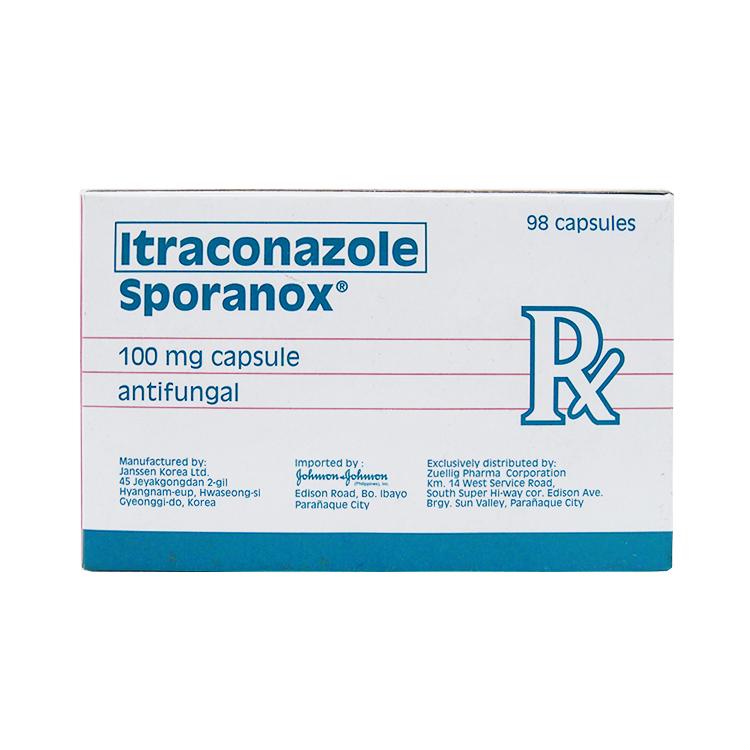 Itraconazole
Sporanox®
98 capsules
100 mg capsule
antifungal
Rx
Manufactured by:
Janssen Korea Ltd.
45 Jeyakgongdan 2-gil
Hyangnam-eup, Hwaseong-si
Gyeonggi-do, Korea
Imported by :
Johnson & Johnson
(Philippines), Inc.
Edison Road, Bo. Ibayo
Parañaque City
Exclusively distributed by:
Zuellig Pharma Corporation
Km. 14 West Service Road,
South Super Hi-way cor. Edison Ave.
Brgy. Sun Valley, Parañaque City